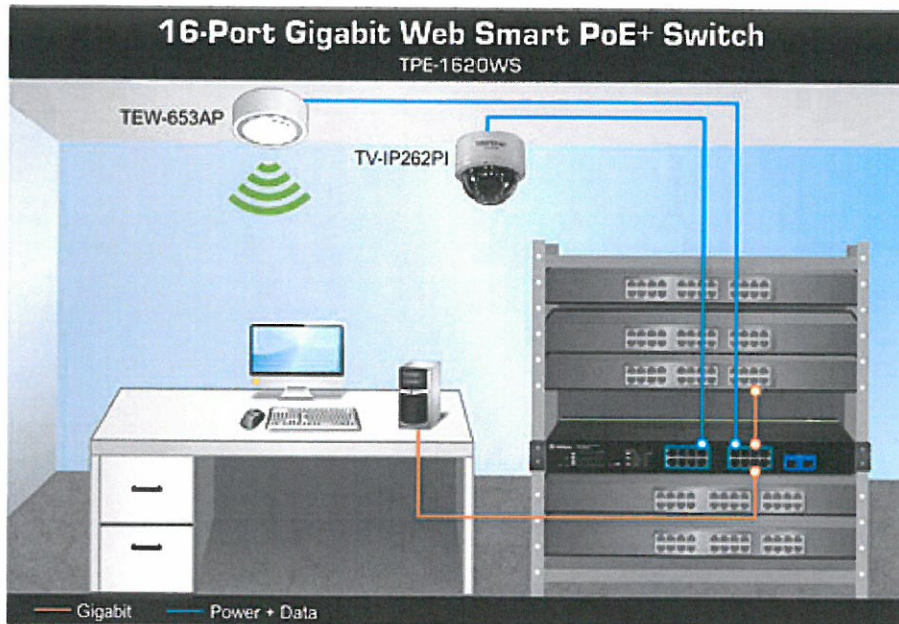 16-Port Gigabit Web Smart PoE+ Switch
TPE-1620WS
TEW-653AP
TV-IP262PI
Gigabit
Power + Data